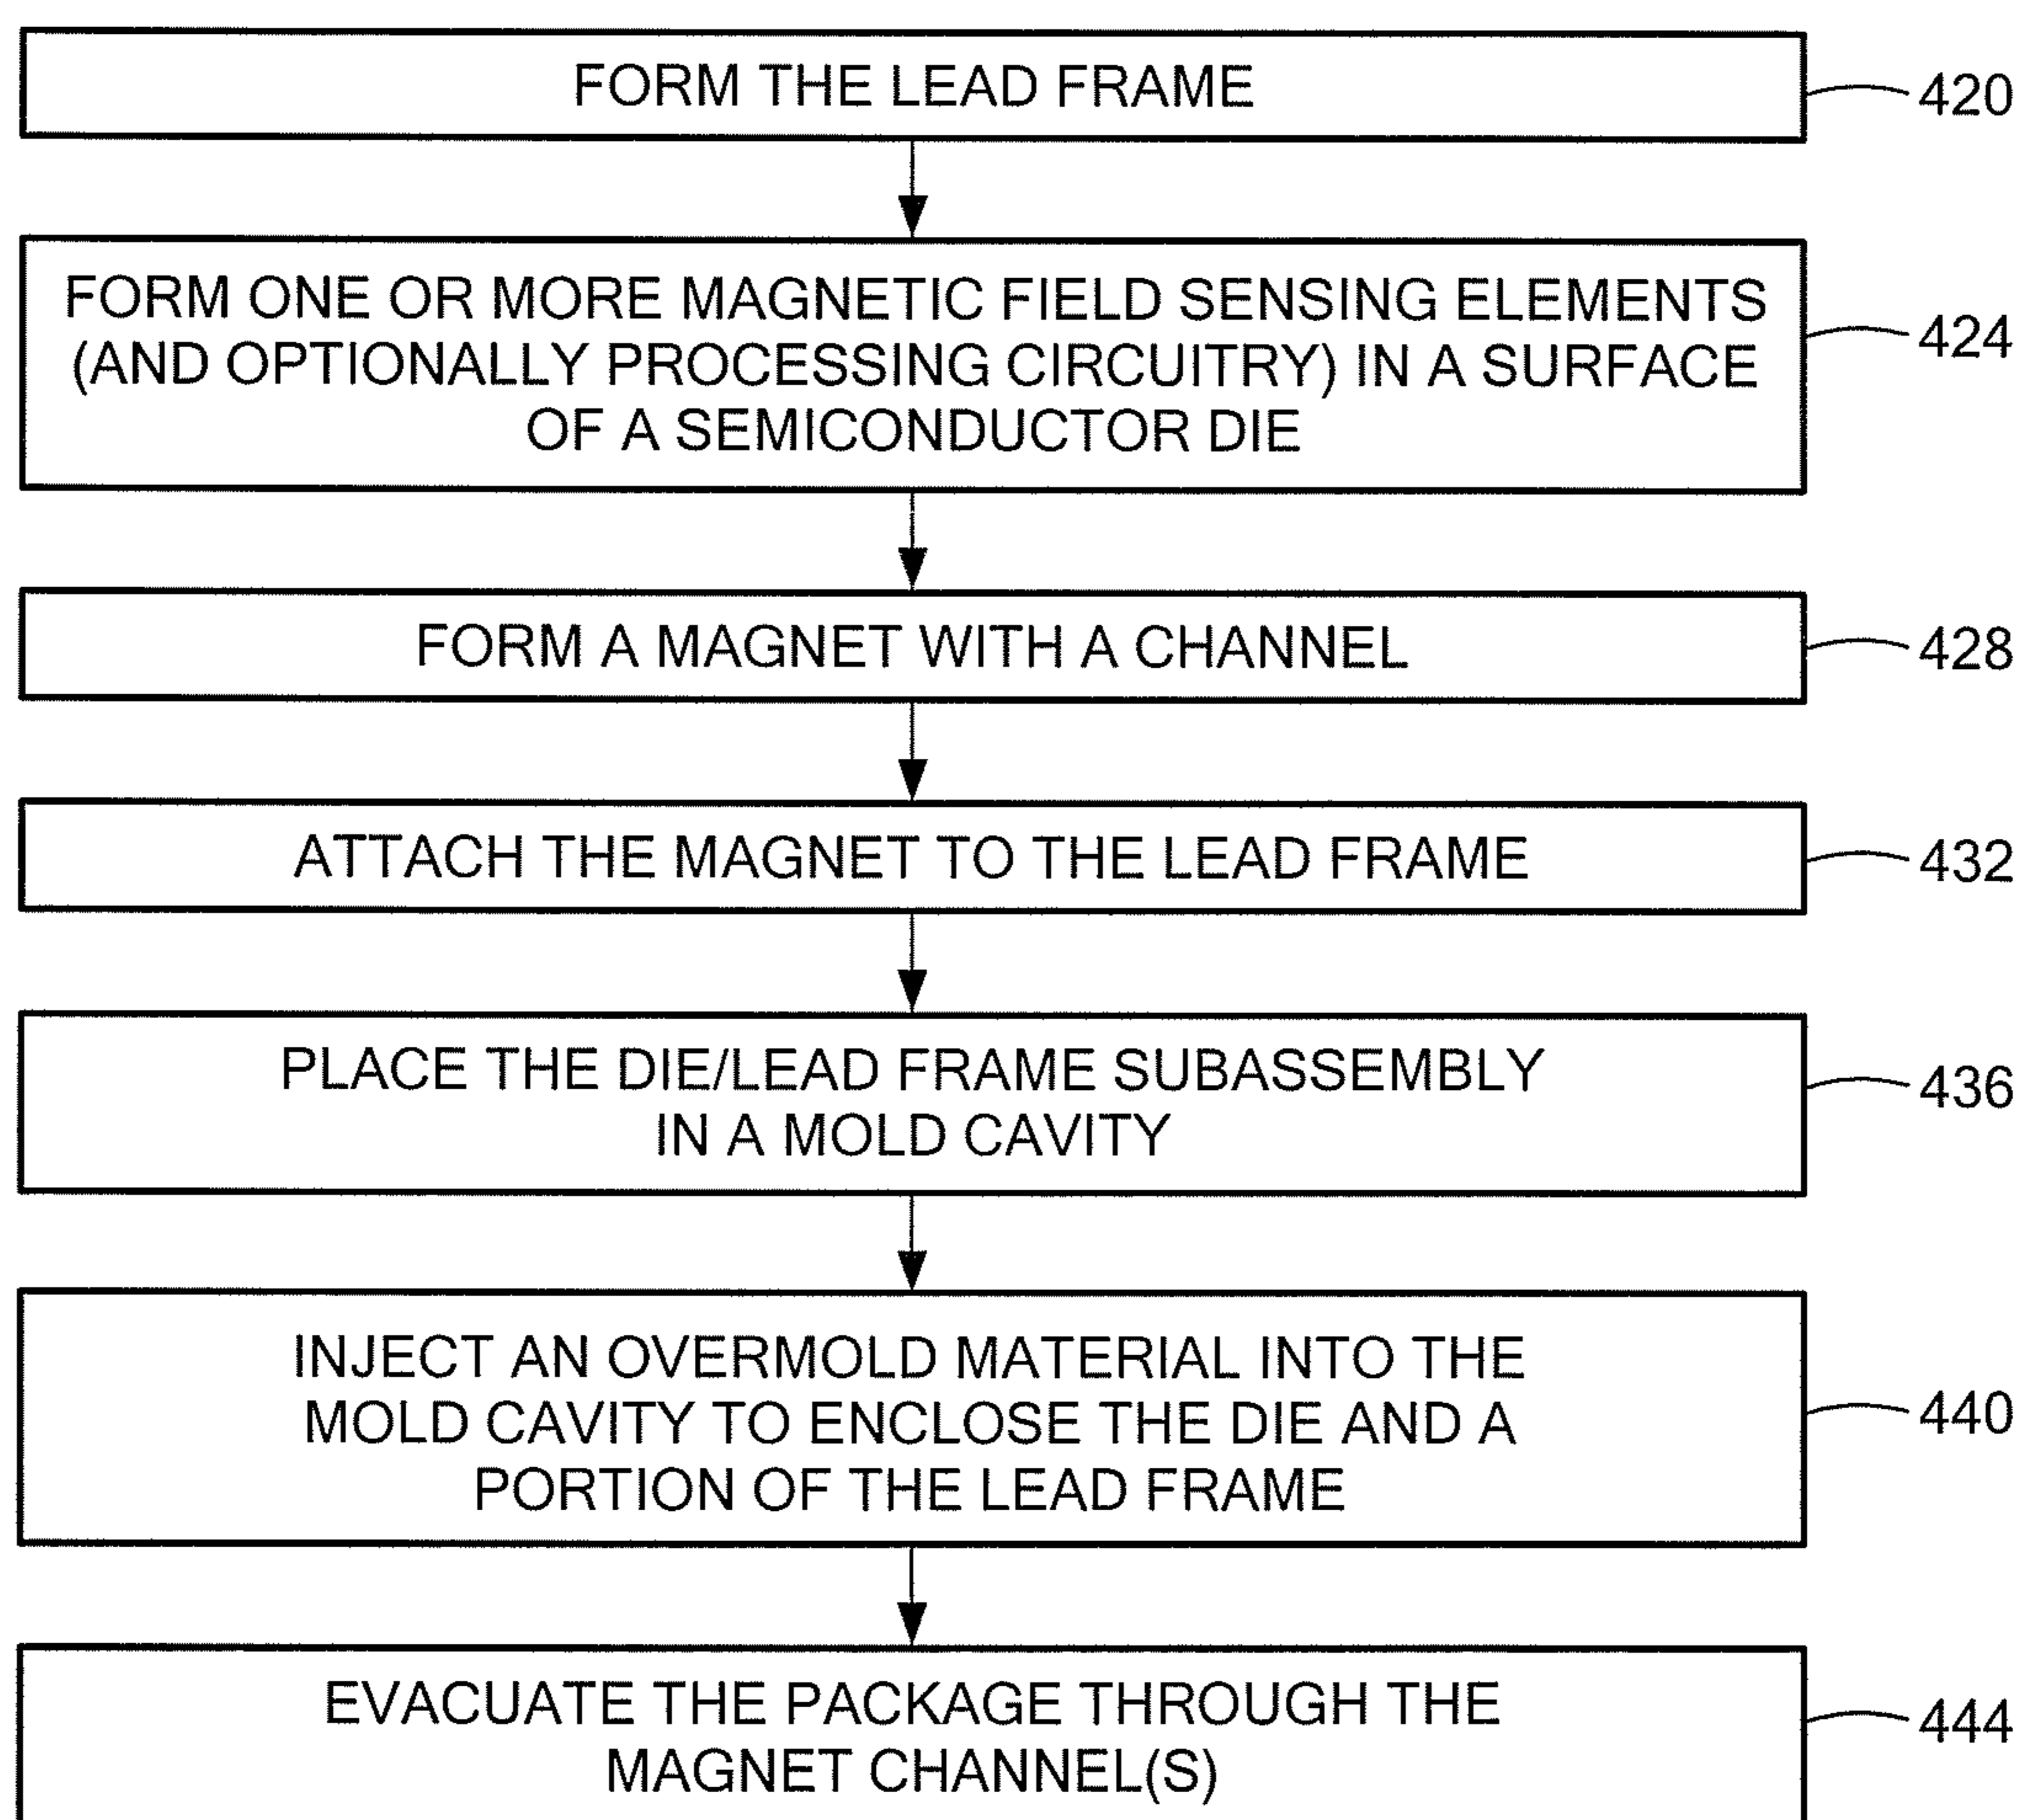 FORM THE LEAD FRAME
420
FORM ONE OR MORE MAGNETIC FIELD SENSING ELEMENTS
(AND OPTIONALLY PROCESSING CIRCUITRY) IN A SURFACE
OF A SEMICONDUCTOR DIE
424
FORM A MAGNET WITH A CHANNEL
428
ATTACH THE MAGNET TO THE LEAD FRAME
432
PLACE THE DIE/LEAD FRAME SUBASSEMBLY
IN A MOLD CAVITY
436
INJECT AN OVERMOLD MATERIAL INTO THE
MOLD CAVITY TO ENCLOSE THE DIE AND A
PORTION OF THE LEAD FRAME
440
EVACUATE THE PACKAGE THROUGH THE
MAGNET CHANNEL(S)
444